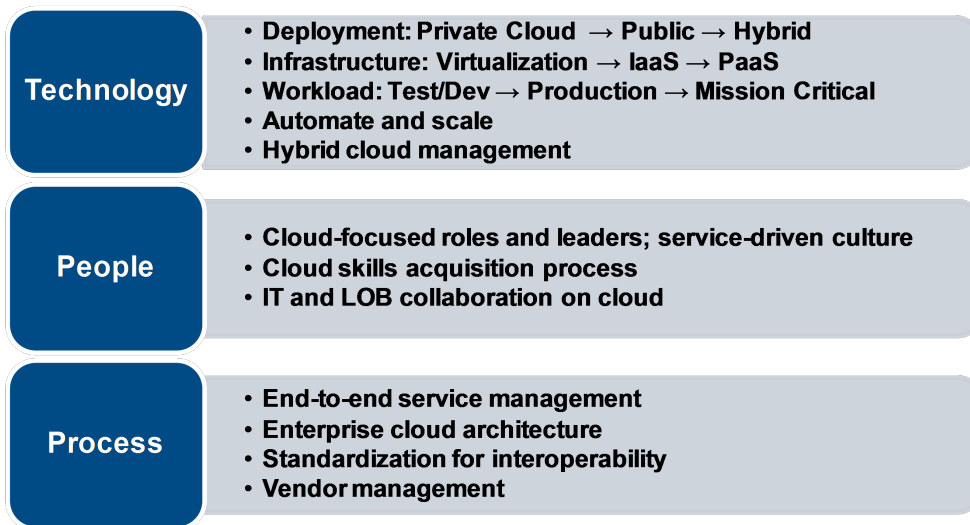 Technology
• Deployment: Private Cloud → Public → Hybrid
• Infrastructure: Virtualization → IaaS → PaaS
• Workload: Test/Dev → Production → Mission Critical
• Automate and scale
• Hybrid cloud management
People
• Cloud-focused roles and leaders; service-driven culture
• Cloud skills acquisition process
• IT and LOB collaboration on cloud
Process
• End-to-end service management
• Enterprise cloud architecture
• Standardization for interoperability
• Vendor management